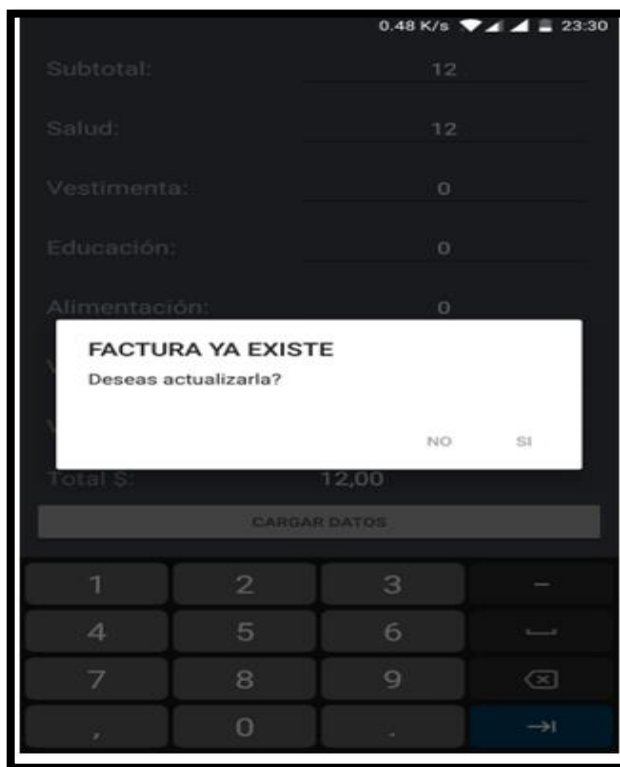 0.48 K/s 23:30
Subtotal: 12
Salud: 12
Vestimenta: 0
Educación: 0
Alimentación: 0
FACTURA YA EXISTE
Deseas actualizarla?
NO SI
Total $: 12,00
CARGAR DATOS
1 2 3 -
4 5 6
7 8 9
, 0 .